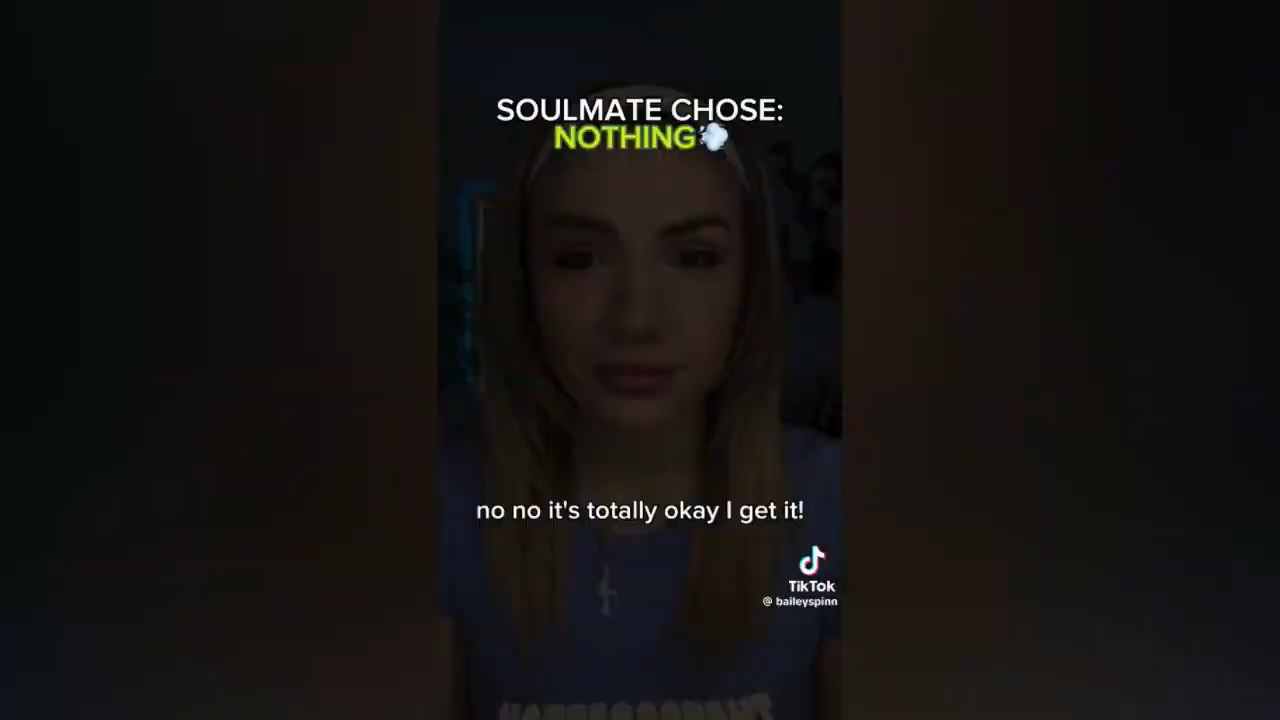 SOULMATE CHOSE:
NOTHING💨
no no it's totally okay I get it!
TikTok
@ baileyspinn